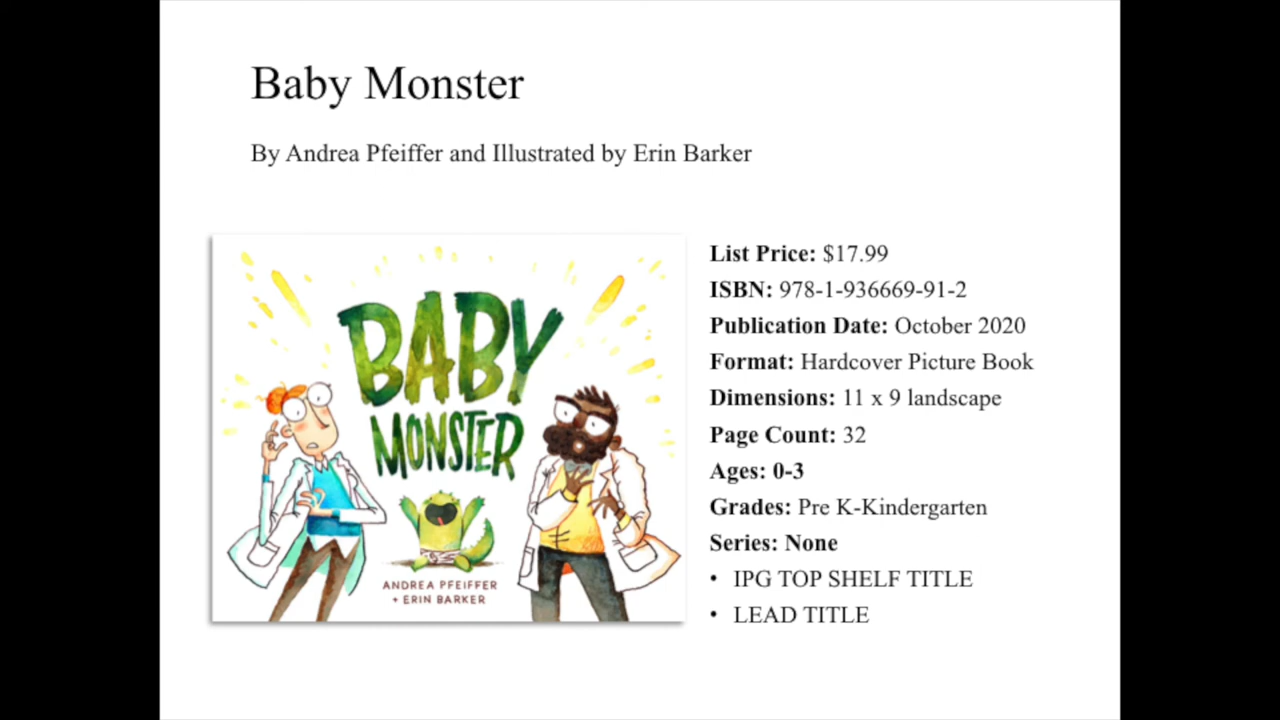 Baby Monster
By Andrea Pfeiffer and Illustrated by Erin Barker
BABY
MONSTER
ANDREA PFEIFFER
+ ERIN BARKER
List Price: $17.99
ISBN: 978-1-936669-91-2
Publication Date: October 2020
Format: Hardcover Picture Book
Dimensions: 11 x 9 landscape
Page Count: 32
Ages: 0-3
Grades: Pre K-Kindergarten
Series: None
• IPG TOP SHELF TITLE
• LEAD TITLE